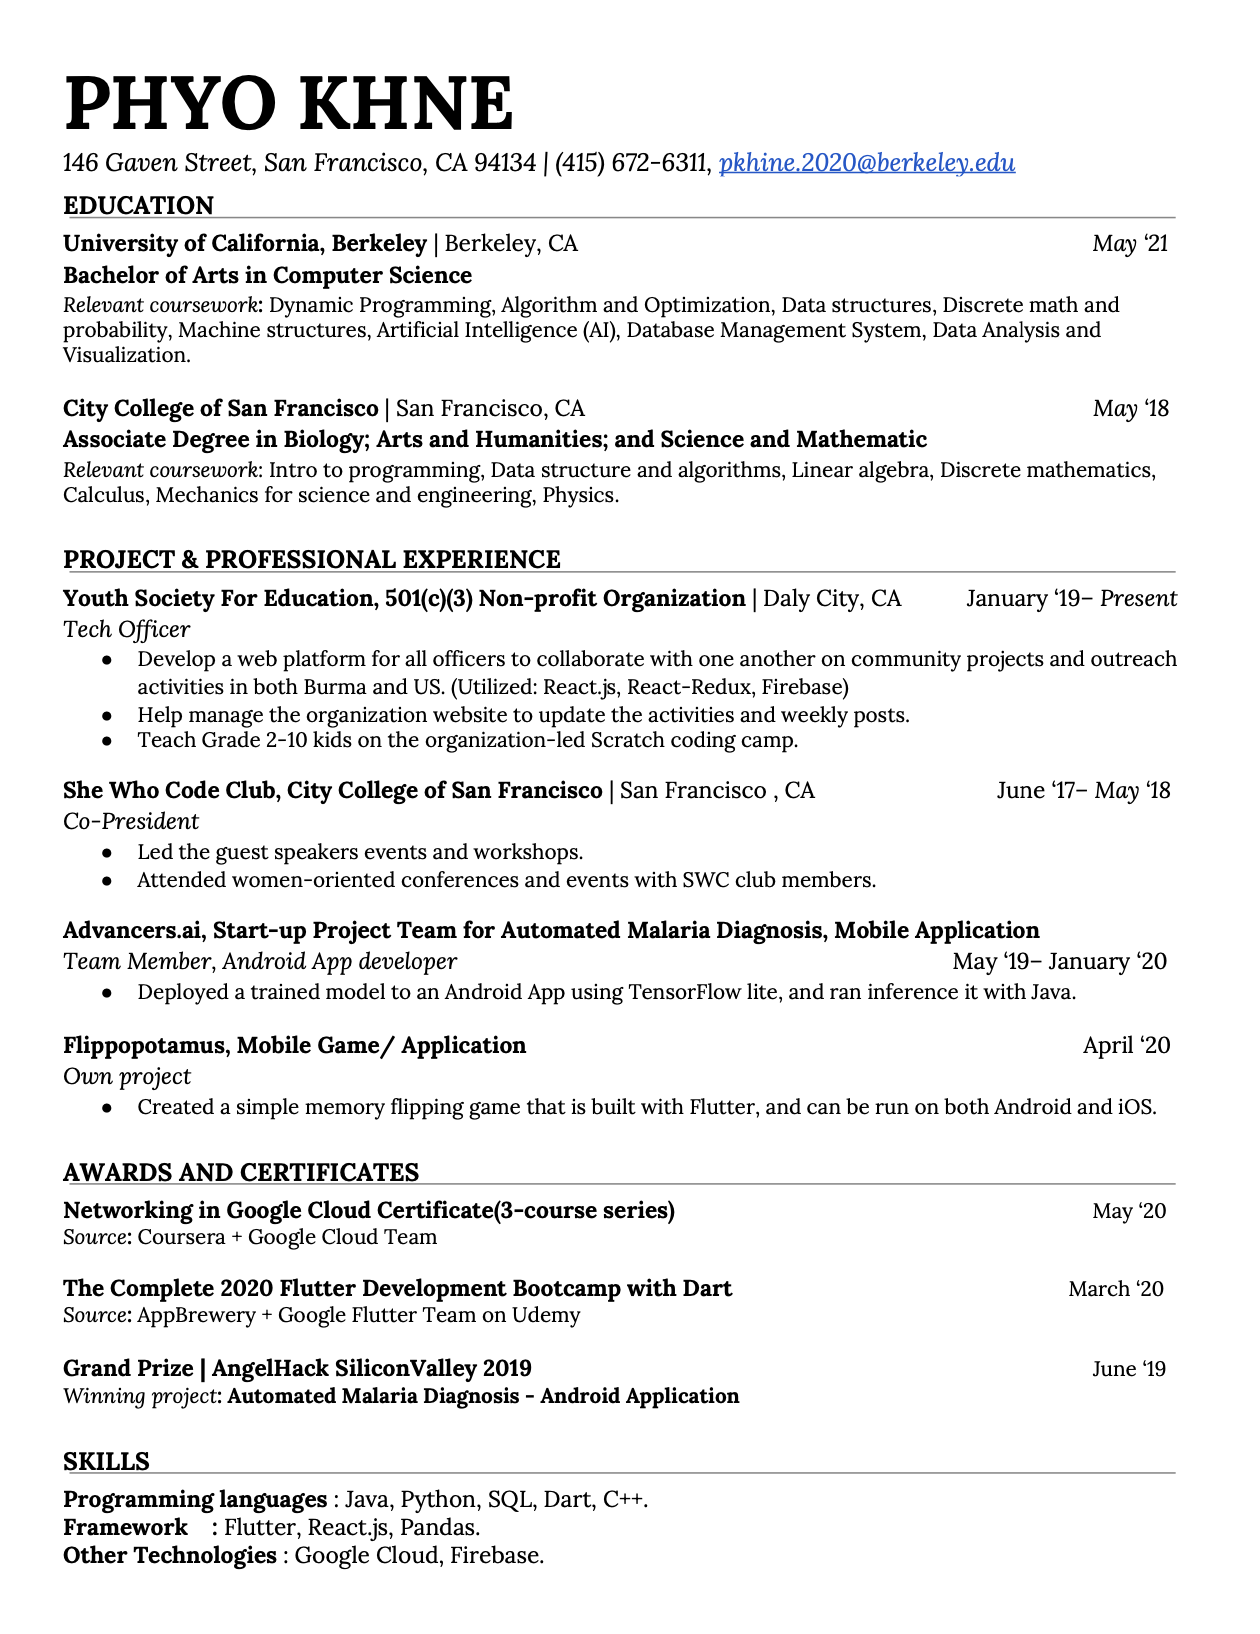 PHYO KHNE
146 Gaven Street, San Francisco, CA 94134 | (415) 672-6311, pkhine.2020@berkeley.edu
EDUCATION
University of California, Berkeley | Berkeley, CA May ‘21
Bachelor of Arts in Computer Science
Relevant coursework: Dynamic Programming, Algorithm and Optimization, Data structures, Discrete math and
probability, Machine structures, Artificial Intelligence (AI), Database Management System, Data Analysis and
Visualization.
City College of San Francisco | San Francisco, CA May ‘18
Associate Degree in Biology; Arts and Humanities; and Science and Mathematic
Relevant coursework: Intro to programming, Data structure and algorithms, Linear algebra, Discrete mathematics,
Calculus, Mechanics for science and engineering, Physics.
PROJECT & PROFESSIONAL EXPERIENCE
Youth Society For Education, 501(c)(3) Non-profit Organization | Daly City, CA January ‘19– Present
Tech Officer
● Develop a web platform for all officers to collaborate with one another on community projects and outreach
activities in both Burma and US. (Utilized: React.js, React-Redux, Firebase)
● Help manage the organization website to update the activities and weekly posts.
● Teach Grade 2-10 kids on the organization-led Scratch coding camp.
She Who Code Club, City College of San Francisco | San Francisco , CA June ‘17– May ‘18
Co-President
● Led the guest speakers events and workshops.
● Attended women-oriented conferences and events with SWC club members.
Advancers.ai, Start-up Project Team for Automated Malaria Diagnosis, Mobile Application
Team Member, Android App developer May ‘19– January ‘20
● Deployed a trained model to an Android App using TensorFlow lite, and ran inference it with Java.
Flippopotamus, Mobile Game/ Application April ‘20
Own project
● Created a simple memory flipping game that is built with Flutter, and can be run on both Android and iOS.
AWARDS AND CERTIFICATES
Networking in Google Cloud Certificate(3-course series) May ‘20
Source: Coursera + Google Cloud Team
The Complete 2020 Flutter Development Bootcamp with Dart March ‘20
Source: AppBrewery + Google Flutter Team on Udemy
Grand Prize | AngelHack SiliconValley 2019 June ‘19
Winning project: Automated Malaria Diagnosis - Android Application
SKILLS
Programming languages : Java, Python, SQL, Dart, C++.
Framework : Flutter, React.js, Pandas.
Other Technologies : Google Cloud, Firebase.